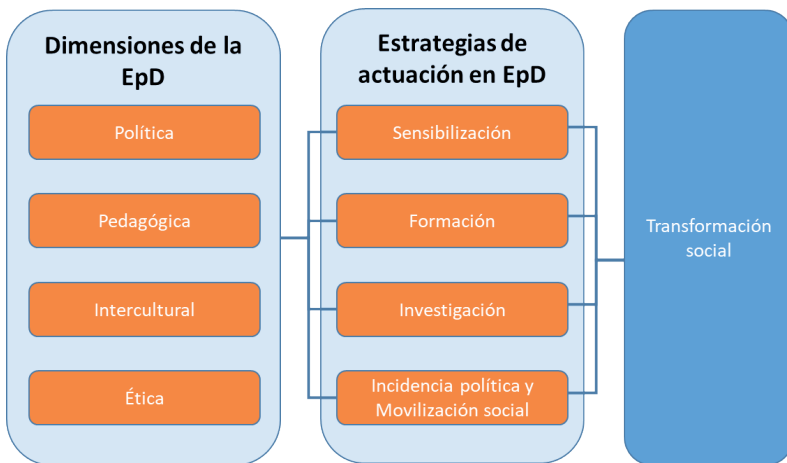 Dimensiones de la
EpD
Política
Pedagógica
Intercultural
Ética
Estrategias de
actuación en EpD
Sensibilización
Formación
Investigación
Incidencia política y
Movilización social
Transformación
social